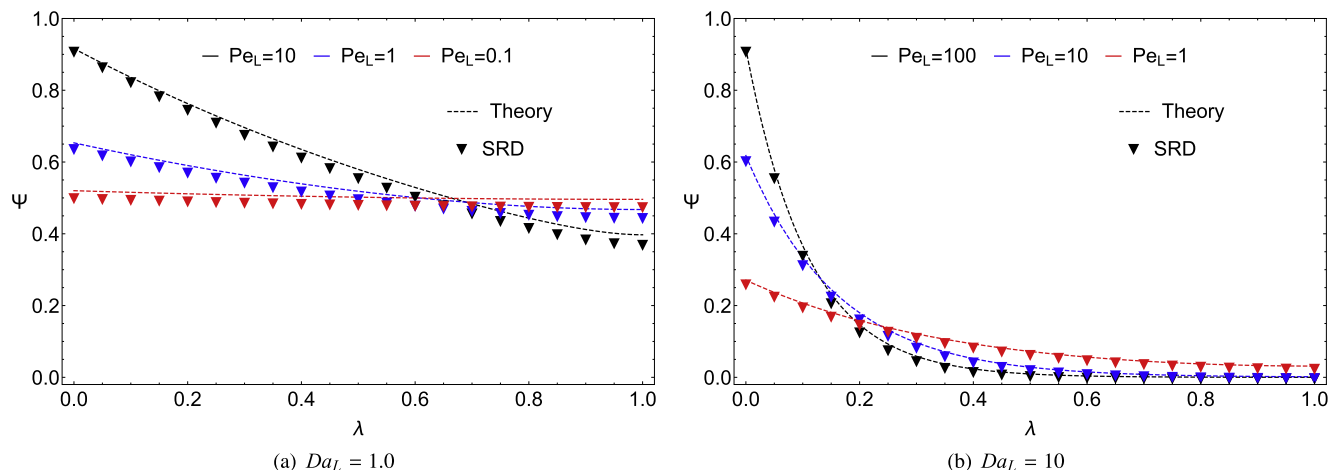 Pe_L=10 Pe_L=1 Pe_L=0.1
Theory
SRD
Ψ
1.0
0.8
0.6
0.4
0.2
0.0
0.0 0.2 0.4 0.6 0.8 1.0
λ
(a) Da_L = 1.0
Pe_L=100 Pe_L=10 Pe_L=1
Theory
SRD
Ψ
1.0
0.8
0.6
0.4
0.2
0.0
0.0 0.2 0.4 0.6 0.8 1.0
λ
(b) Da_L = 10